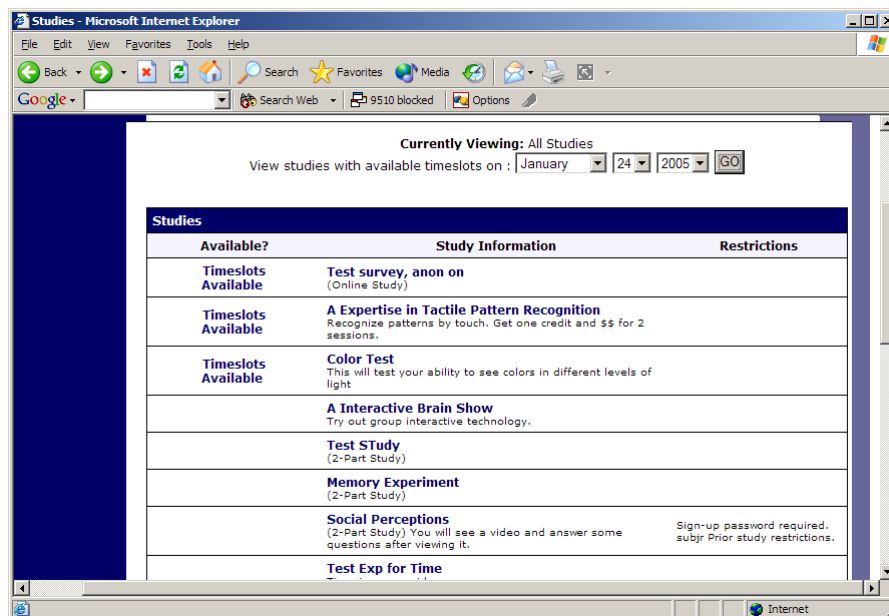 Studies - Microsoft Internet Explorer
File Edit View Favorites Tools Help
Back Search Favorites Media
Google Search Web 9510 blocked Options
Currently Viewing: All Studies
View studies with available timeslots on : January 24 2005 GO
Studies
Available? Study Information Restrictions
Timeslots Available
Test survey, anon on
(Online Study)
Timeslots Available
A Expertise in Tactile Pattern Recognition
Recognize patterns by touch. Get one credit and $$ for 2
sessions.
Timeslots Available
Color Test
This will test your ability to see colors in different levels of
light
A Interactive Brain Show
Try out group interactive technology.
Test STudy
(2-Part Study)
Memory Experiment
(2-Part Study)
Social Perceptions
(2-Part Study) You will see a video and answer some
questions after viewing it.
Sign-up password required.
subjr Prior study restrictions.
Test Exp for Time
Internet